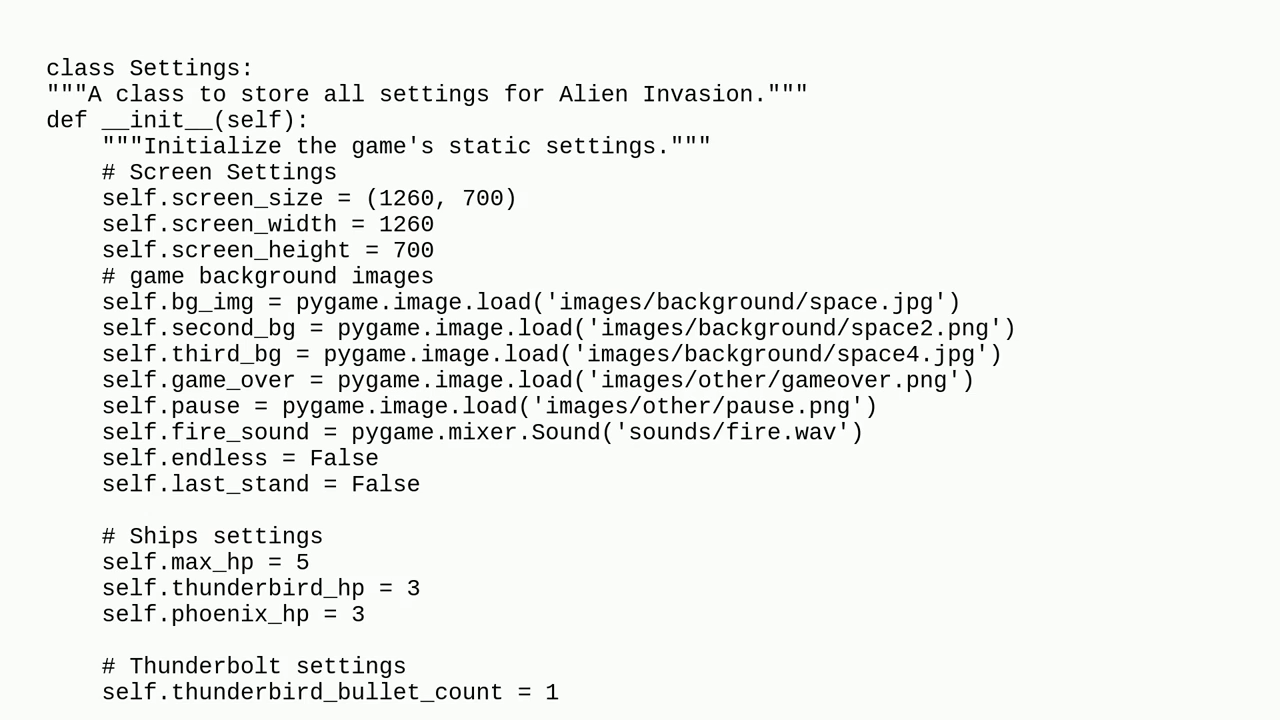 class Settings:
"""A class to store all settings for Alien Invasion."""
def __init__(self):
    """Initialize the game's static settings."""
    # Screen Settings
    self.screen_size = (1260, 700)
    self.screen_width = 1260
    self.screen_height = 700
    # game background images
    self.bg_img = pygame.image.load('images/background/space.jpg')
    self.second_bg = pygame.image.load('images/background/space2.png')
    self.third_bg = pygame.image.load('images/background/space4.jpg')
    self.game_over = pygame.image.load('images/other/gameover.png')
    self.pause = pygame.image.load('images/other/pause.png')
    self.fire_sound = pygame.mixer.Sound('sounds/fire.wav')
    self.endless = False
    self.last_stand = False

    # Ships settings
    self.max_hp = 5
    self.thunderbird_hp = 3
    self.phoenix_hp = 3

    # Thunderbolt settings
    self.thunderbird_bullet_count = 1